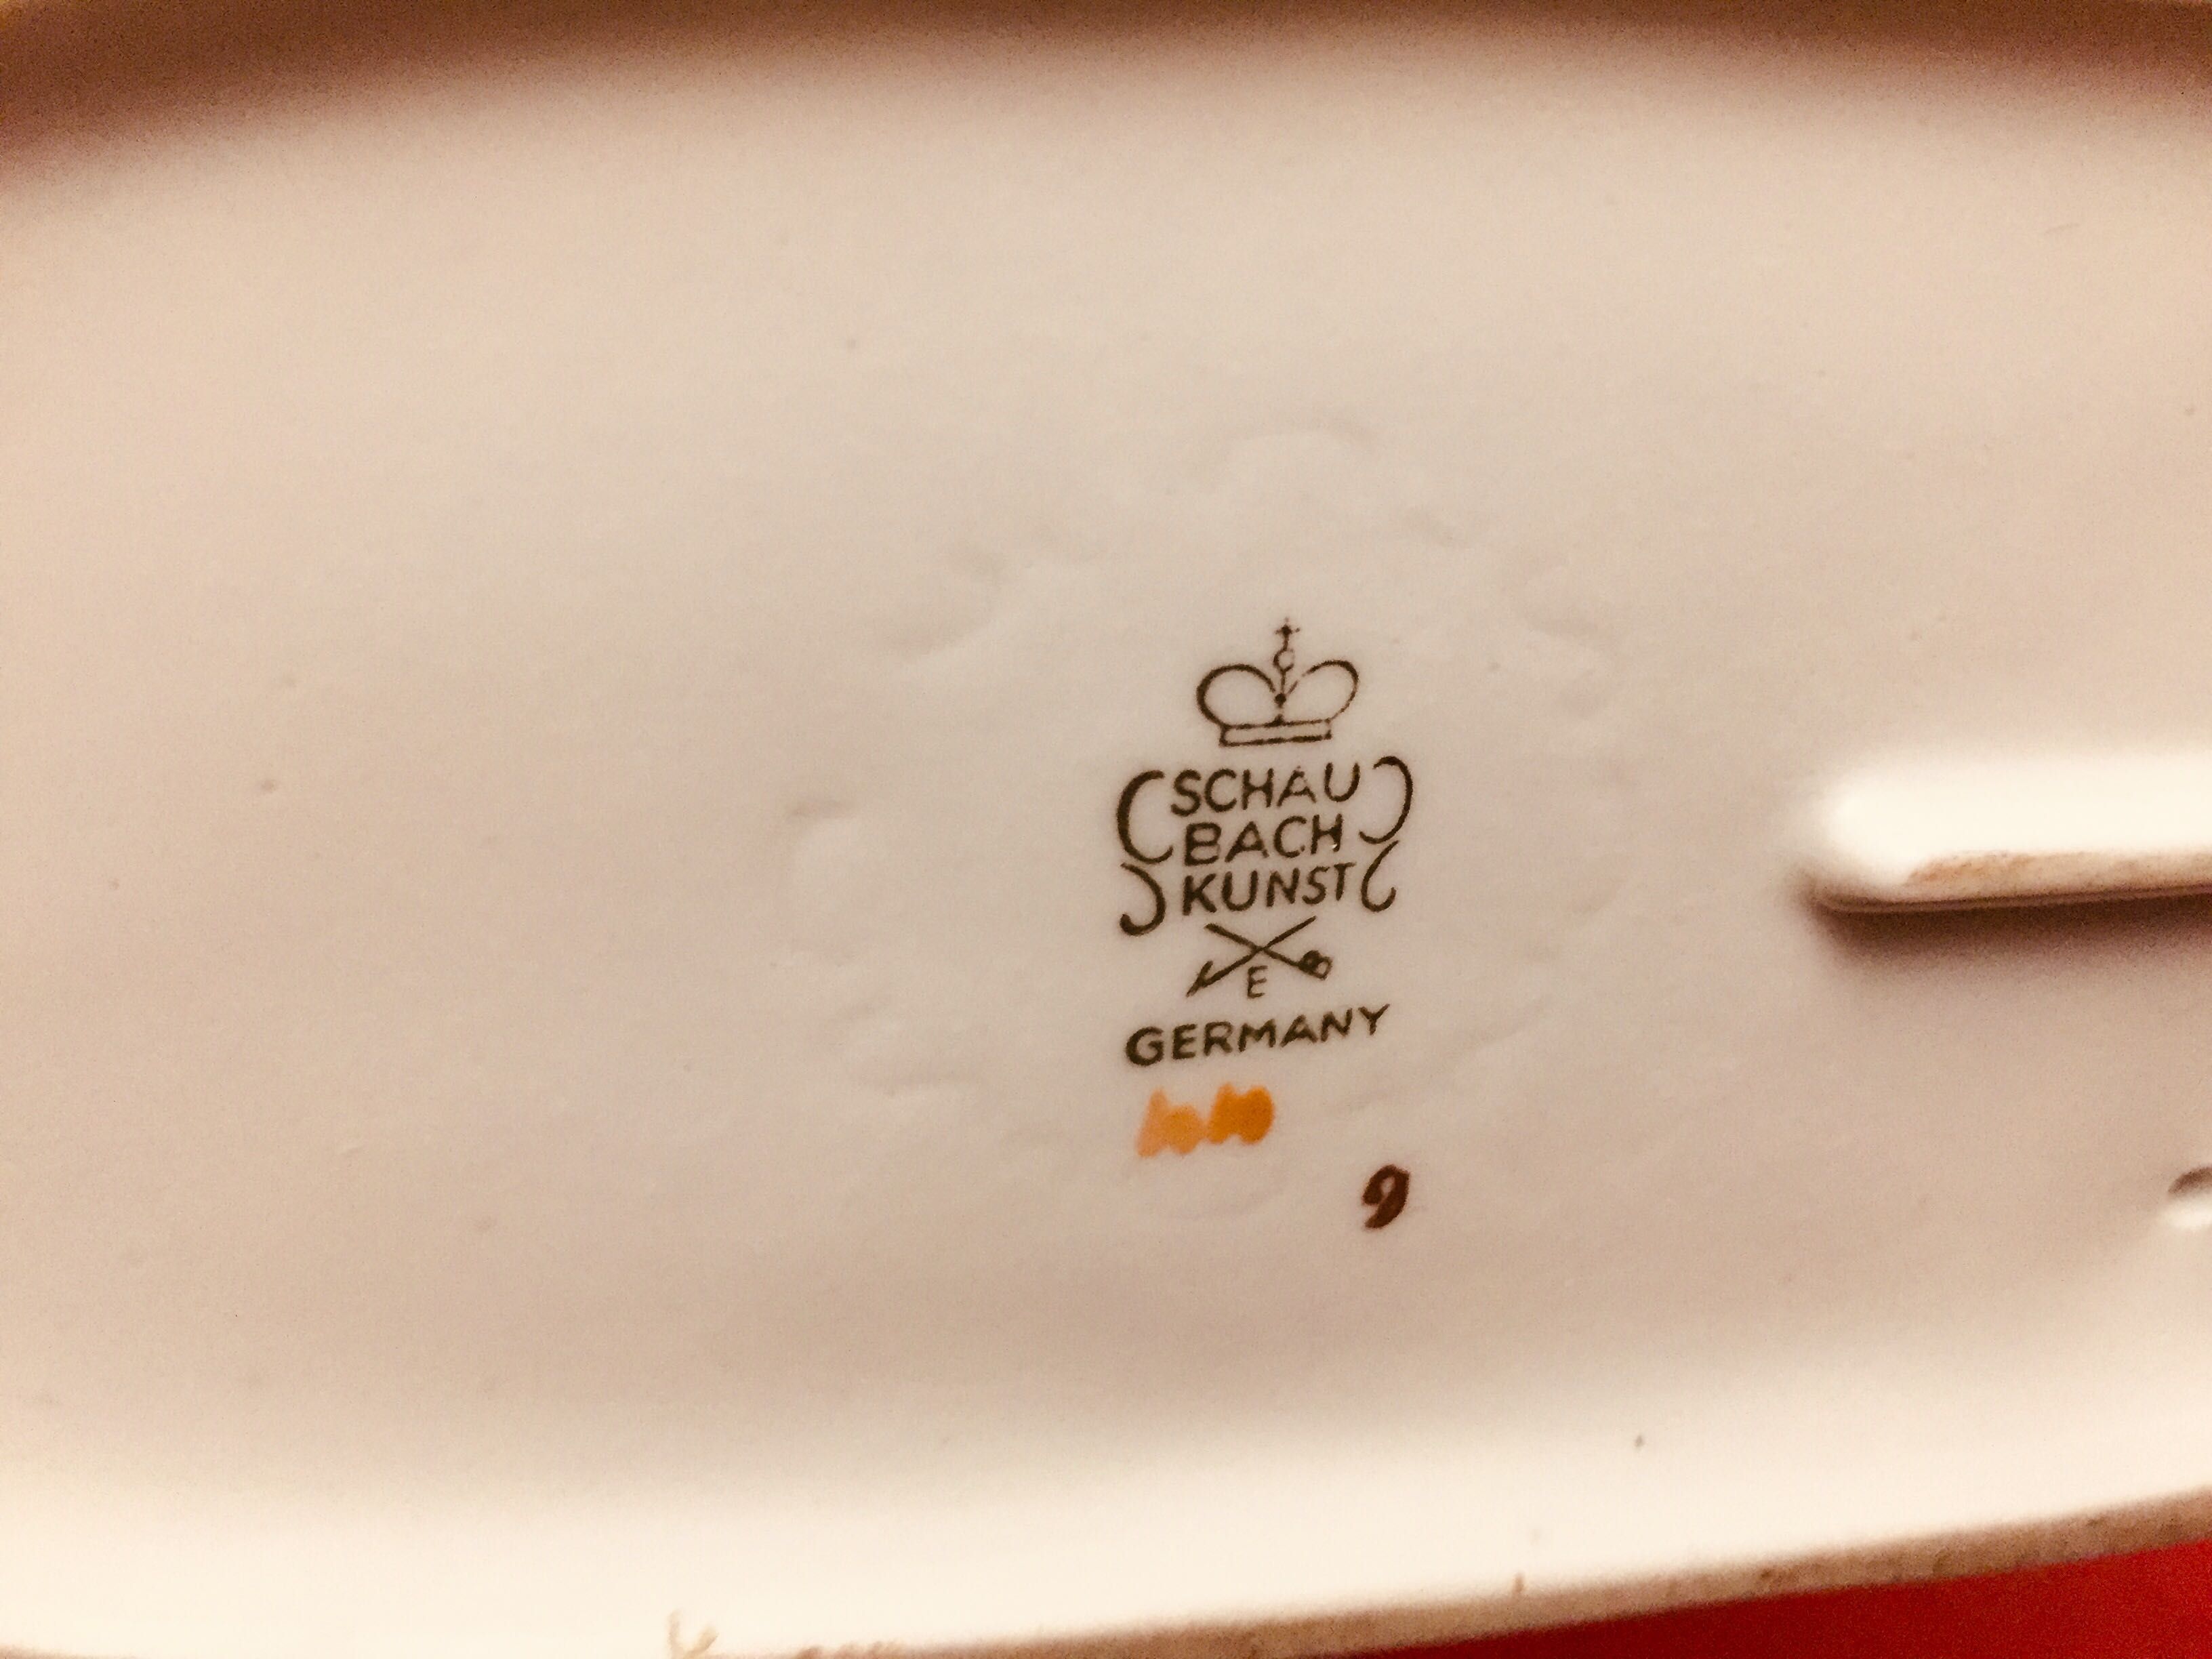 SCHAU
BACH
KUNST
E
GERMANY
9